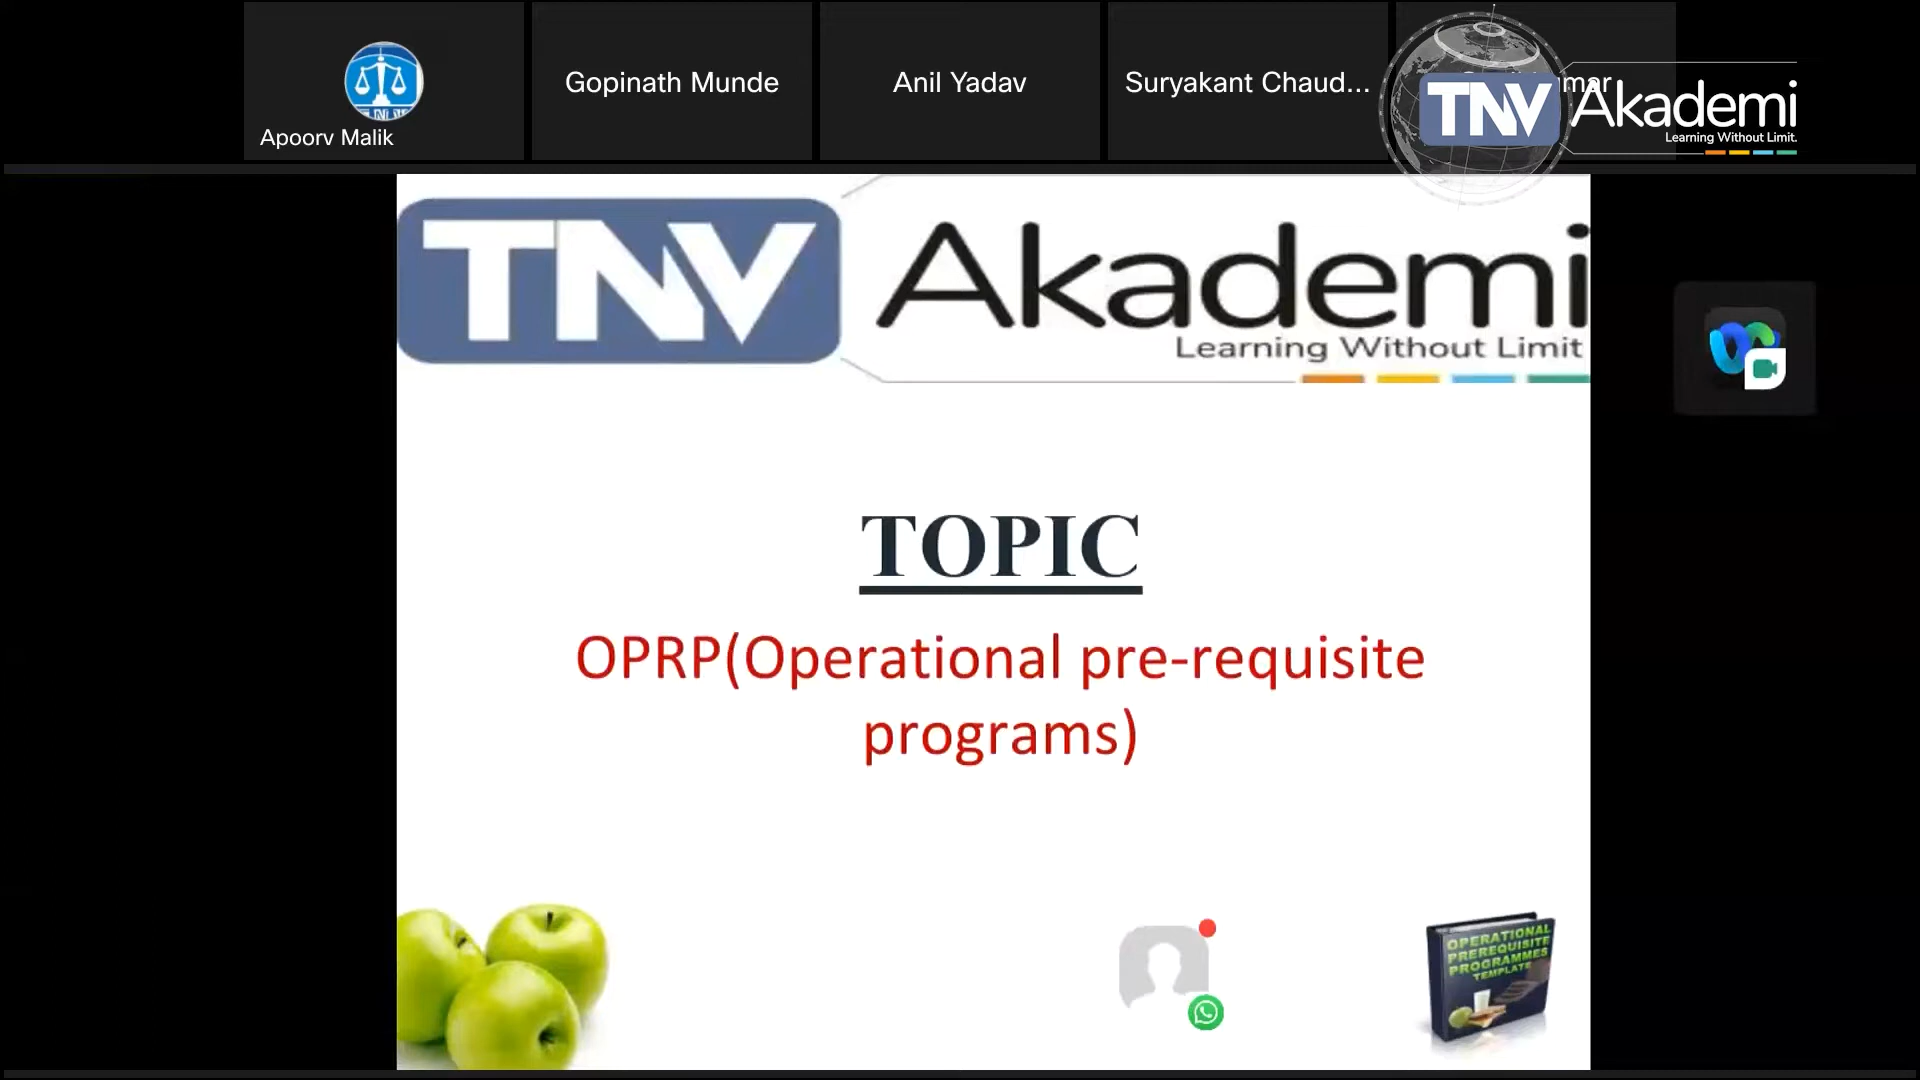 Apoorv Malik
Gopinath Munde
Anil Yadav
Suryakant Chaud...
TNV Akademi
Learning Without Limit.
TNV Akademi
Learning Without Limit
TOPIC
OPRP(Operational pre-requisite
programs)
OPERATIONAL
PREREQUISITE
PROGRAMMES
TEMPLATE